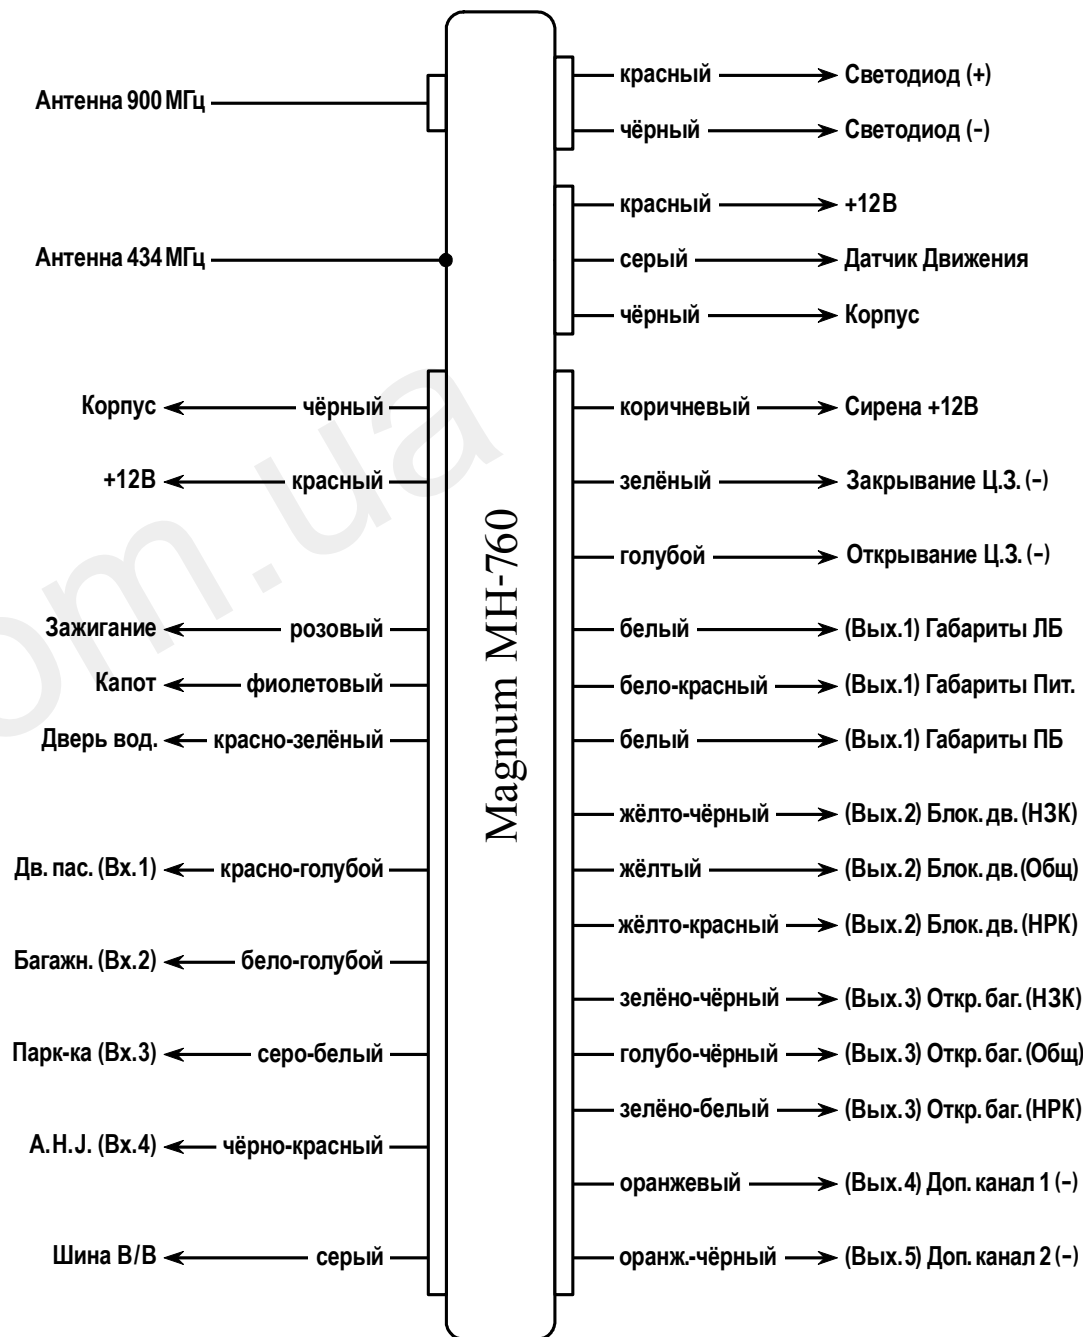 Антенна 900 МГц
Антенна 434 МГц
Корпус чёрный
+12В красный
Зажигание розовый
Капот фиолетовый
Дверь вод. красно-зелёный
Дв. пас. (Вх.1) красно-голубой
Багажн. (Вх.2) бело-голубой
Парк-ка (Вх.3) серо-белый
A.H.J. (Вх.4) чёрно-красный
Шина В/В серый
Magnum MH-760
красный Светодиод (+)
чёрный Светодиод (-)
красный +12В
серый Датчик Движения
чёрный Корпус
коричневый Сирена +12В
зелёный Закрывание Ц.З. (-)
голубой Открывание Ц.З. (-)
белый (Вых.1) Габариты ЛБ
бело-красный (Вых.1) Габариты Пит.
белый (Вых.1) Габариты ПБ
жёлто-чёрный (Вых.2) Блок. дв. (НЗК)
жёлтый (Вых.2) Блок. дв. (Общ)
жёлто-красный (Вых.2) Блок. дв. (НРК)
зелёно-чёрный (Вых.3) Откр. баг. (НЗК)
голубо-чёрный (Вых.3) Откр. баг. (Общ)
зелёно-белый (Вых.3) Откр. баг. (НРК)
оранжевый (Вых.4) Доп. канал 1 (-)
оранж.-чёрный (Вых.5) Доп. канал 2 (-)
om.ua